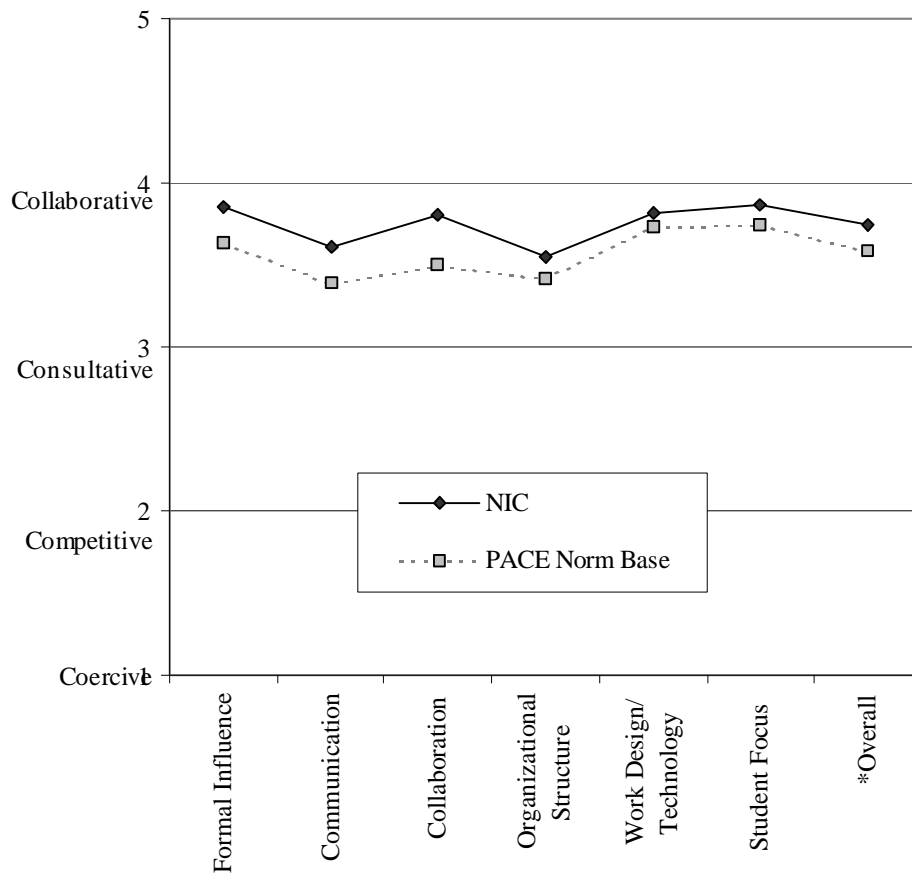 5
4
Collaborative
3
Consultative
NIC
2
Competitive
PACE Norm Base
Coercive
1
Formal Influence
Communication
Collaboration
Organizational
Structure
Work Design/
Technology
Student Focus
*Overall